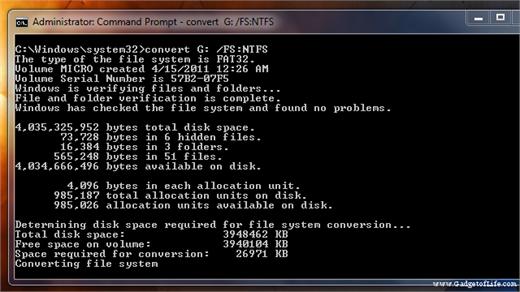 Administrator: Command Prompt - convert G: /FS:NTFS
C:\Windows\system32>convert G: /FS:NTFS
The type of the file system is FAT32.
Volume MICRO created 4/15/2011 12:26 AM
Volume Serial Number is 57B2-07F5
Windows is verifying files and folders...
File and folder verification is complete.
Windows has checked the file system and found no problems.
4,035,325,952 bytes total disk space.
73,728 bytes in 6 hidden files.
16,384 bytes in 3 folders.
565,248 bytes in 51 files.
4,034,666,496 bytes available on disk.
4,096 bytes in each allocation unit.
985,187 total allocation units on disk.
985,026 allocation units available on disk.
Determining disk space required for file system conversion...
Total disk space: 3948462 KB
Free space on volume: 3940104 KB
Space required for conversion: 26971 KB
Converting file system
www.GadgetofLife.com